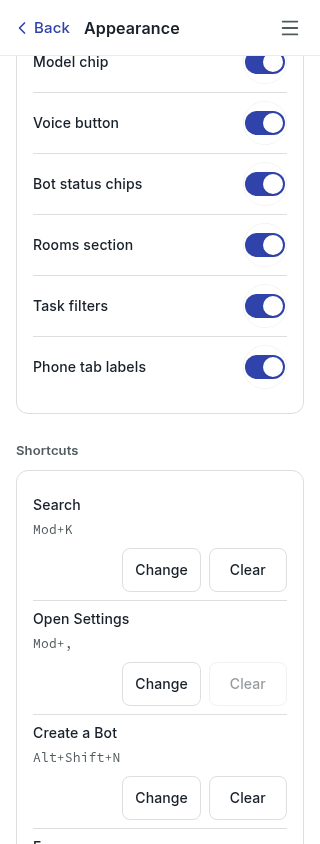 Back Appearance
Model chip
Voice button
Bot status chips
Rooms section
Task filters
Phone tab labels
Shortcuts
Search
Mod+K
Change Clear
Open Settings
Mod+,
Change Clear
Create a Bot
Alt+Shift+N
Change Clear